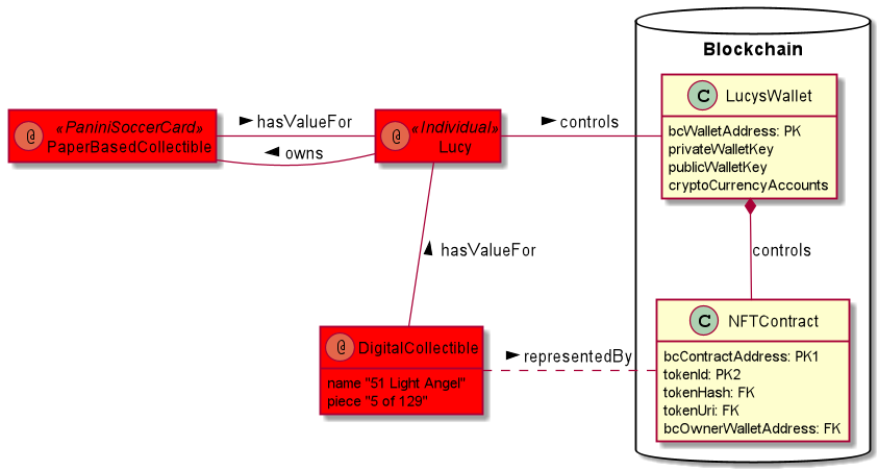 Blockchain
C LucysWallet
bcWalletAddress: PK
privateWalletKey
publicWalletKey
cryptoCurrencyAccounts
@ «PaniniSoccerCard»
PaperBasedCollectible
hasValueFor
owns
@ «Individual»
Lucy
controls
controls
hasValueFor
@ DigitalCollectible
name "51 Light Angel"
piece "5 of 129"
representedBy
C NFTContract
bcContractAddress: PK1
tokenId: PK2
tokenHash: FK
tokenUri: FK
bcOwnerWalletAddress: FK